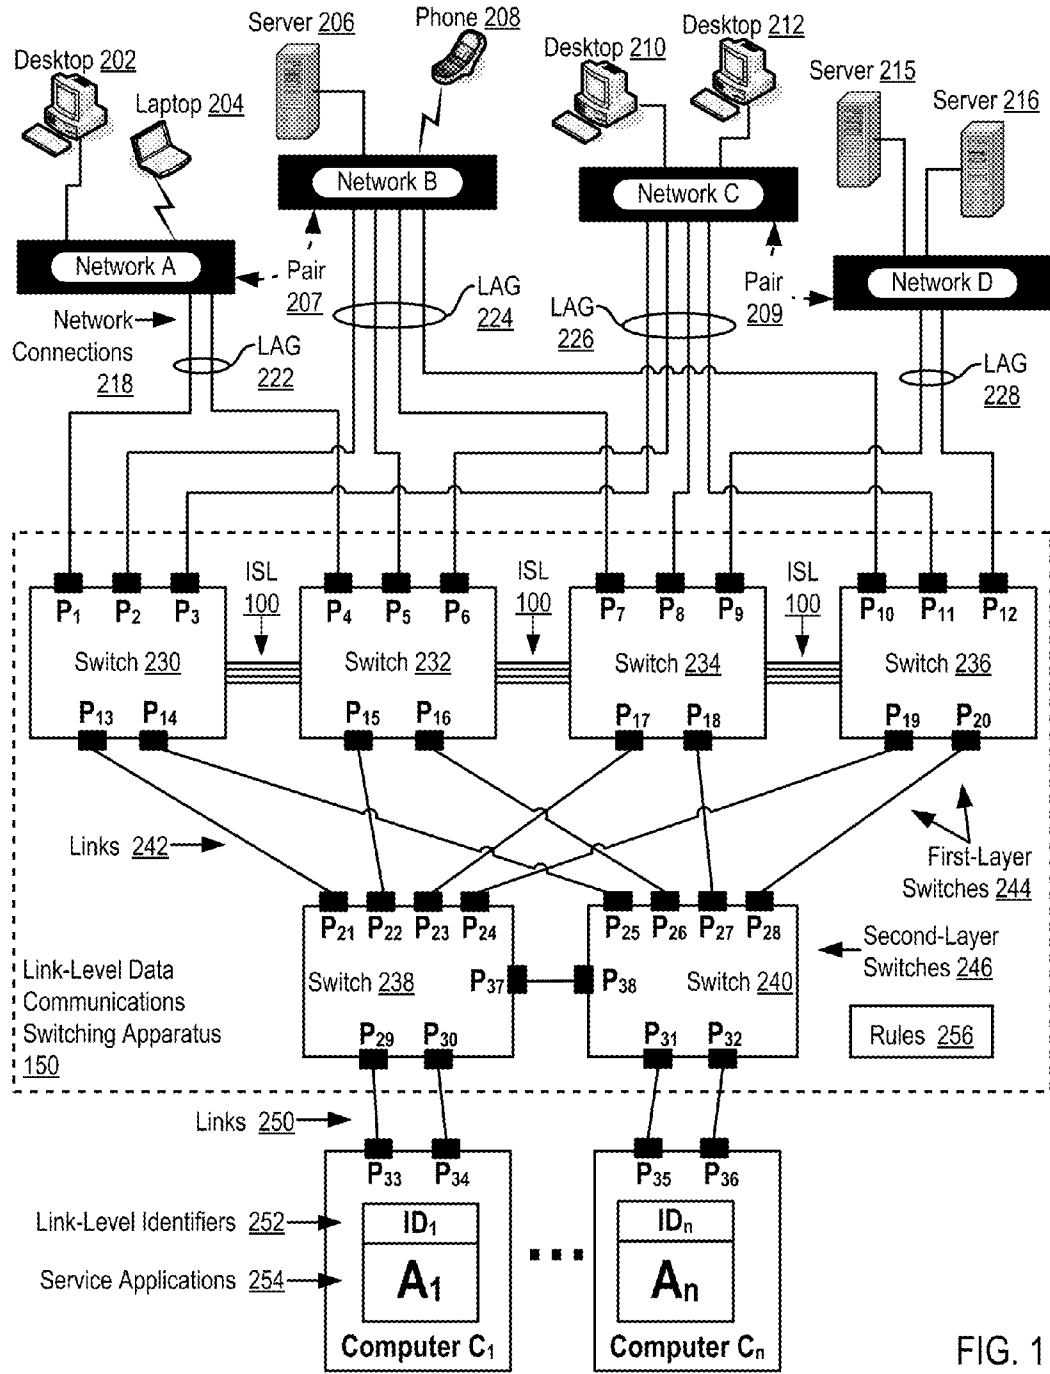 Server 206
Phone 208
Desktop 210
Desktop 212
Desktop 202
Laptop 204
Server 215
Server 216
Network B
Network C
Network A
Network D
Pair
207
LAG
224
LAG
226
Pair
209
Network
Connections
218
LAG
222
LAG
228
ISL
100
ISL
100
ISL
100
P1 P2 P3
P4 P5 P6
P7 P8 P9
P10 P11 P12
Switch 230
Switch 232
Switch 234
Switch 236
P13 P14
P15 P16
P17 P18
P19 P20
Links 242
First-Layer
Switches 244
P21 P22 P23 P24
P25 P26 P27 P28
Second-Layer
Switches 246
Switch 238
P37
P38
Switch 240
Link-Level Data
Communications
Switching Apparatus
150
P29 P30
P31 P32
Rules 256
Links 250
P33 P34
P35 P36
Link-Level Identifiers 252
ID1
IDn
Service Applications 254
A1
An
Computer C1
Computer Cn
FIG. 1